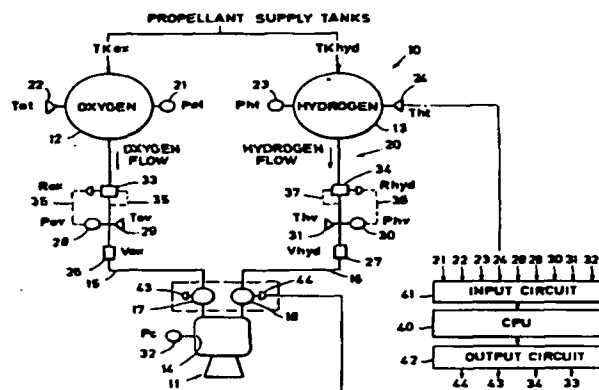 PROPELLANT SUPPLY TANKS
TKox TKhyd
10
22 21 23 24
Tot OXYGEN Pot Pht HYDROGEN Tht
12 13
OXYGEN FLOW HYDROGEN FLOW 20
33 34
Rox Rhyd
35 35 37 36
Pov Tov Thv Phv
28 29 31 30
Vox Vhyd
26 27
15 16
43 44
17 18
Pc
32 14
11
21 22 23 24 28 29 30 31 32
41 INPUT CIRCUIT
40 CPU
42 OUTPUT CIRCUIT
44 43 34 33